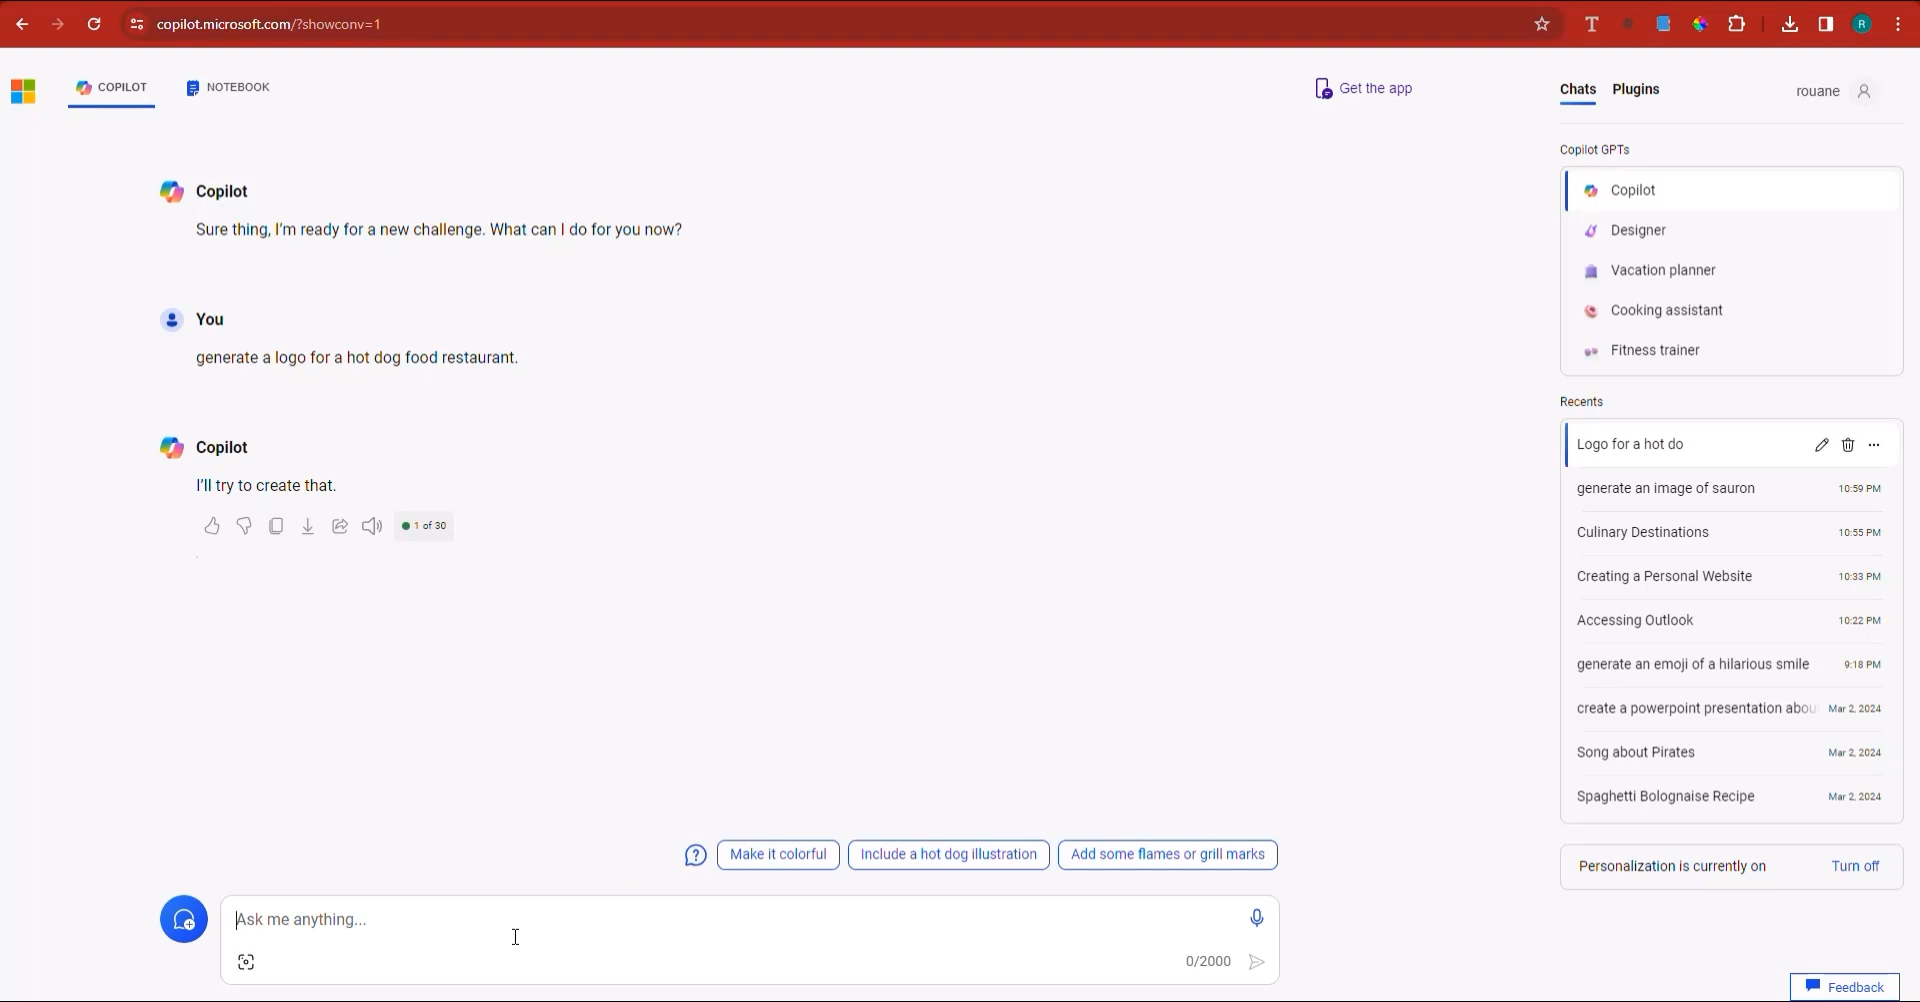 copilot.microsoft.com/?showconv=1
T
R
COPILOT
NOTEBOOK
Get the app
Chats
Plugins
rouane
Copilot
Sure thing, I'm ready for a new challenge. What can I do for you now?
You
generate a logo for a hot dog food restaurant.
Copilot
I'll try to create that.
1 of 30
Make it colorful
Include a hot dog illustration
Add some flames or grill marks
Ask me anything...
0/2000
Copilot GPTs
Copilot
Designer
Vacation planner
Cooking assistant
Fitness trainer
Recents
Logo for a hot do
generate an image of sauron 10:59 PM
Culinary Destinations 10:55 PM
Creating a Personal Website 10:33 PM
Accessing Outlook 10:22 PM
generate an emoji of a hilarious smile 9:18 PM
create a powerpoint presentation abou Mar 2, 2024
Song about Pirates Mar 2, 2024
Spaghetti Bolognaise Recipe Mar 2, 2024
Personalization is currently on Turn off
Feedback